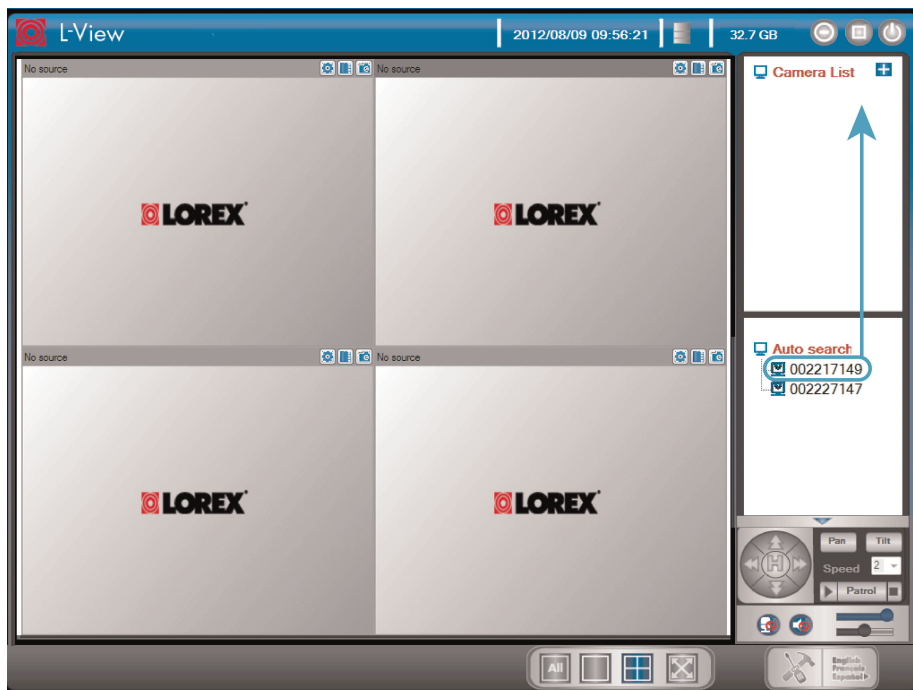 L-View
2012/08/09 09:56:21
32.7 GB
No source
No source
Camera List
LOREX
LOREX
No source
No source
Auto search
002217149
002227147
LOREX
LOREX
Pan
Tilt
H
Speed
2
Patrol
All
English
Français
Español